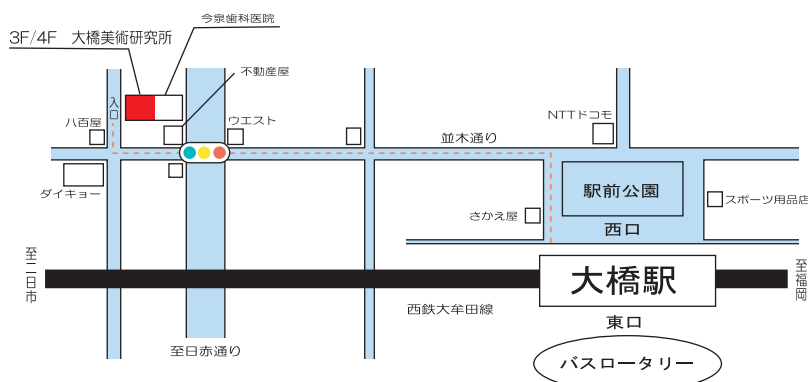 今泉歯科医院
3F/4F 大橋美術研究所
不動産屋
入口
八百屋
ウエスト
NTTドコモ
並木通り
ダイキョー
駅前公園
スポーツ用品店
さかえ屋
西口
至二日市
大橋駅
至福岡
西鉄大牟田線
東口
至日赤通り
バスロータリー